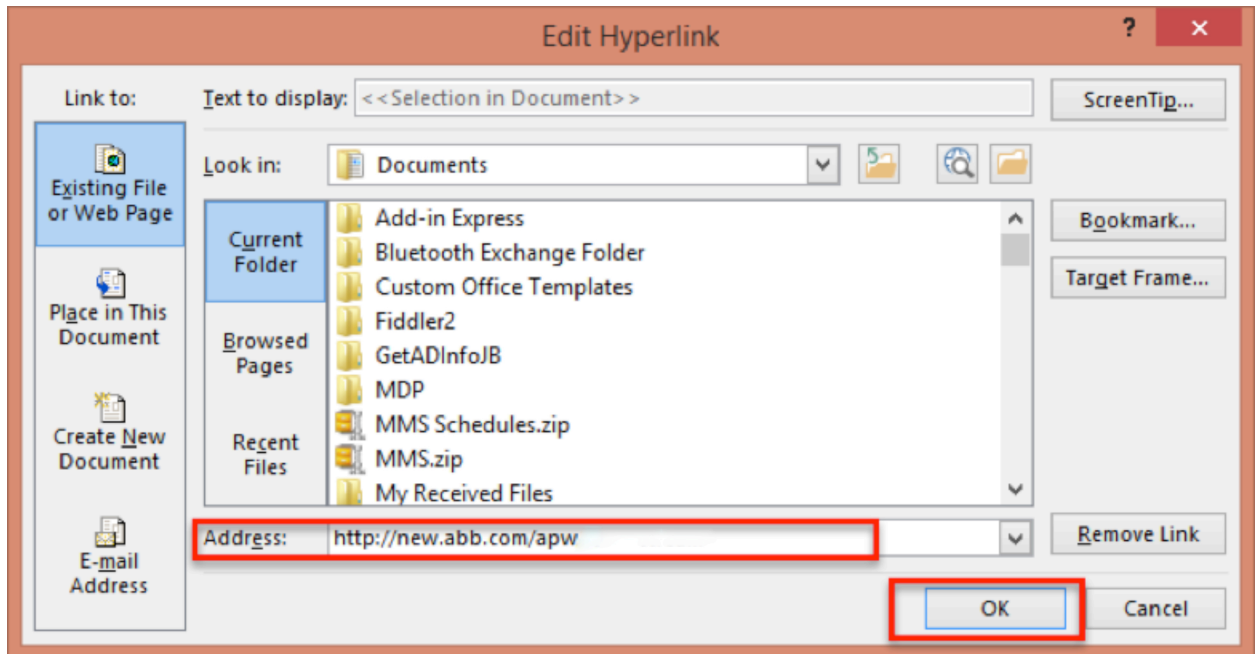 Edit Hyperlink
?
Link to:
Text to display:
<<Selection in Document>>
ScreenTip...
Existing File
or Web Page
Place in This
Document
Create New
Document
E-mail
Address
Look in:
Documents
Current
Folder
Browsed
Pages
Recent
Files
Add-in Express
Bluetooth Exchange Folder
Custom Office Templates
Fiddler2
GetADInfoJB
MDP
MMS Schedules.zip
MMS.zip
My Received Files
Bookmark...
Target Frame...
Address:
http://new.abb.com/apw
Remove Link
OK
Cancel